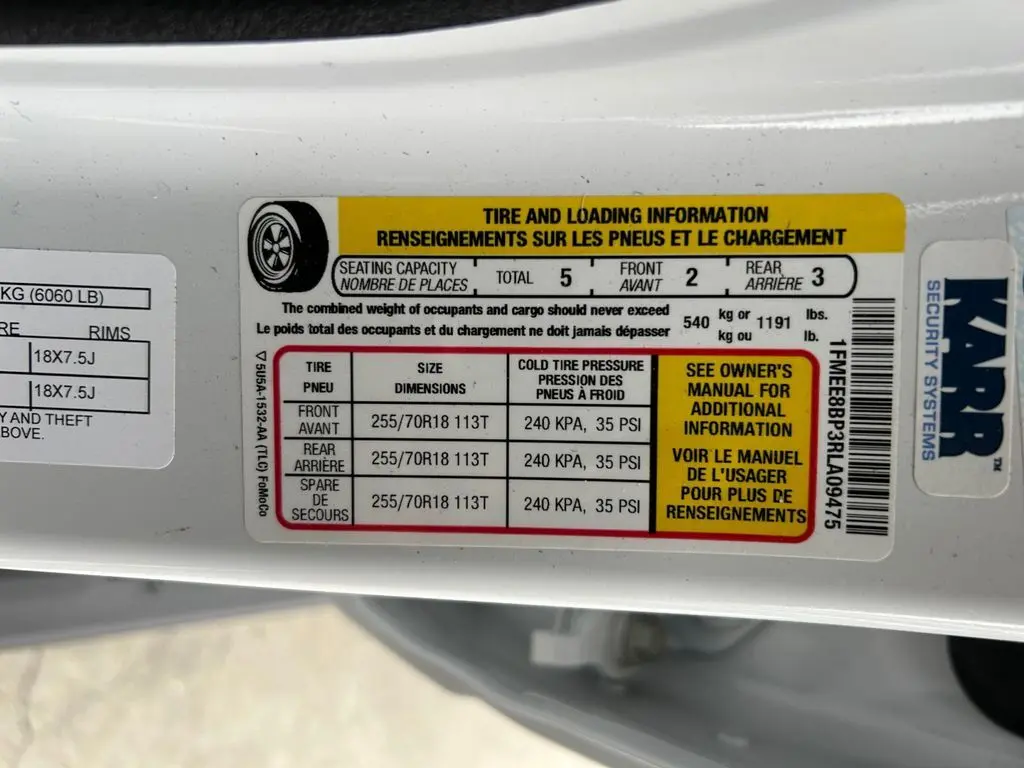 KG (6060 LB)
RE RIMS
18X7.5J
18X7.5J
Y AND THEFT
BOVE.
TIRE AND LOADING INFORMATION
RENSEIGNEMENTS SUR LES PNEUS ET LE CHARGEMENT
SEATING CAPACITY TOTAL 5 FRONT 2 REAR 3
NOMBRE DE PLACES AVANT ARRIÈRE
The combined weight of occupants and cargo should never exceed 540 kg or 1191 lbs.
Le poids total des occupants et du chargement ne doit jamais dépasser kg ou lb.
TIRE SIZE COLD TIRE PRESSURE
PNEU DIMENSIONS PRESSION DES
PNEUS À FROID
FRONT
AVANT 255/70R18 113T 240 KPA, 35 PSI
REAR
ARRIÈRE 255/70R18 113T 240 KPA, 35 PSI
SPARE
DE
SECOURS 255/70R18 113T 240 KPA, 35 PSI
SEE OWNER'S
MANUAL FOR
ADDITIONAL
INFORMATION
VOIR LE MANUEL
DE L'USAGER
POUR PLUS DE
RENSEIGNEMENTS
5U5A-1532-AA (TLC) FoMoCo
1FMEE8BP3RLA09475
KARR™
SECURITY SYSTEMS